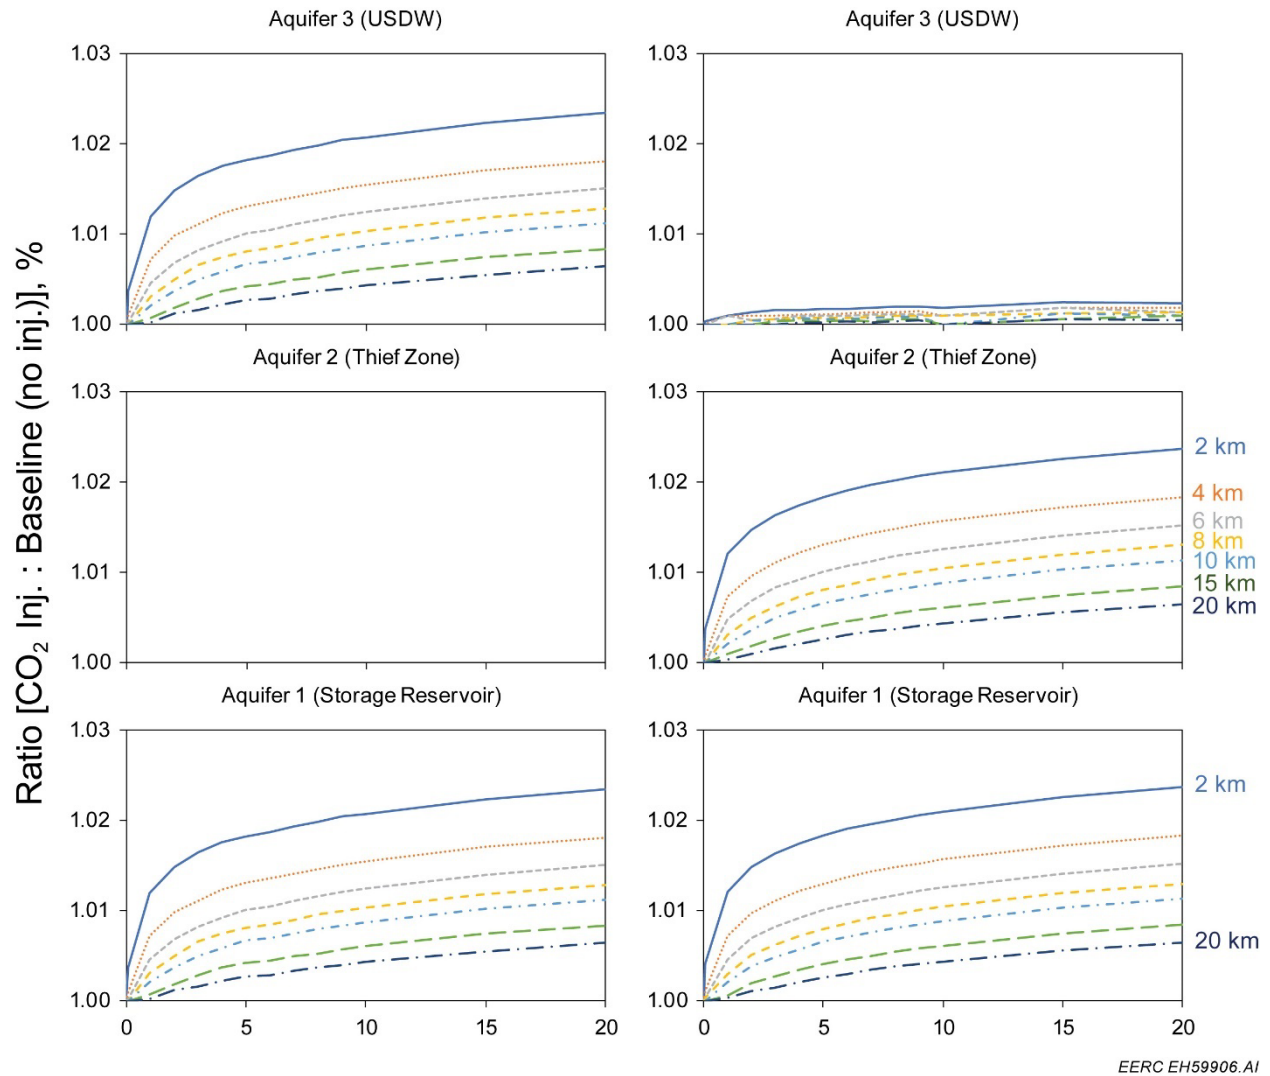 Ratio [CO₂ Inj. : Baseline (no inj.)], %
Aquifer 3 (USDW)
1.03
1.02
1.01
1.00
Aquifer 3 (USDW)
1.03
1.02
1.01
1.00
Aquifer 2 (Thief Zone)
1.03
1.02
1.01
1.00
Aquifer 2 (Thief Zone)
1.03
1.02
1.01
1.00
2 km
4 km
6 km
8 km
10 km
15 km
20 km
Aquifer 1 (Storage Reservoir)
1.03
1.02
1.01
1.00
0 5 10 15 20
Aquifer 1 (Storage Reservoir)
1.03
1.02
1.01
1.00
2 km
20 km
0 5 10 15 20
EERC EH59906.AI